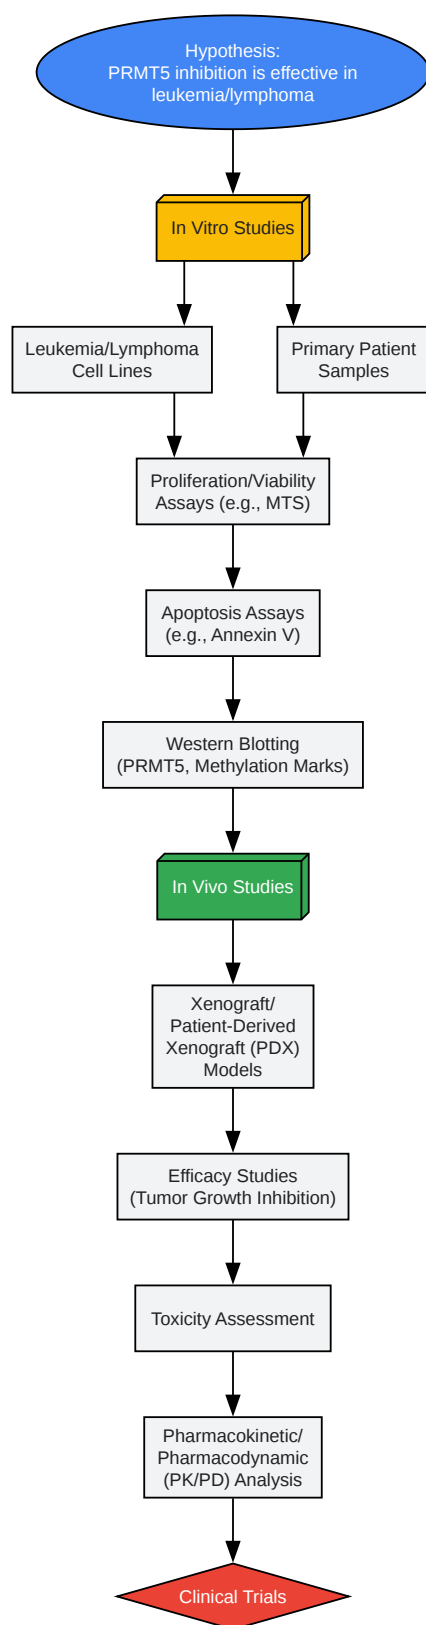 Hypothesis:
PRMT5 inhibition is effective in
leukemia/lymphoma
In Vitro Studies
Leukemia/Lymphoma
Cell Lines
Primary Patient
Samples
Proliferation/Viability
Assays (e.g., MTS)
Apoptosis Assays
(e.g., Annexin V)
Western Blotting
(PRMT5, Methylation Marks)
In Vivo Studies
Xenograft/
Patient-Derived
Xenograft (PDX)
Models
Efficacy Studies
(Tumor Growth Inhibition)
Toxicity Assessment
Pharmacokinetic/
Pharmacodynamic
(PK/PD) Analysis
Clinical Trials